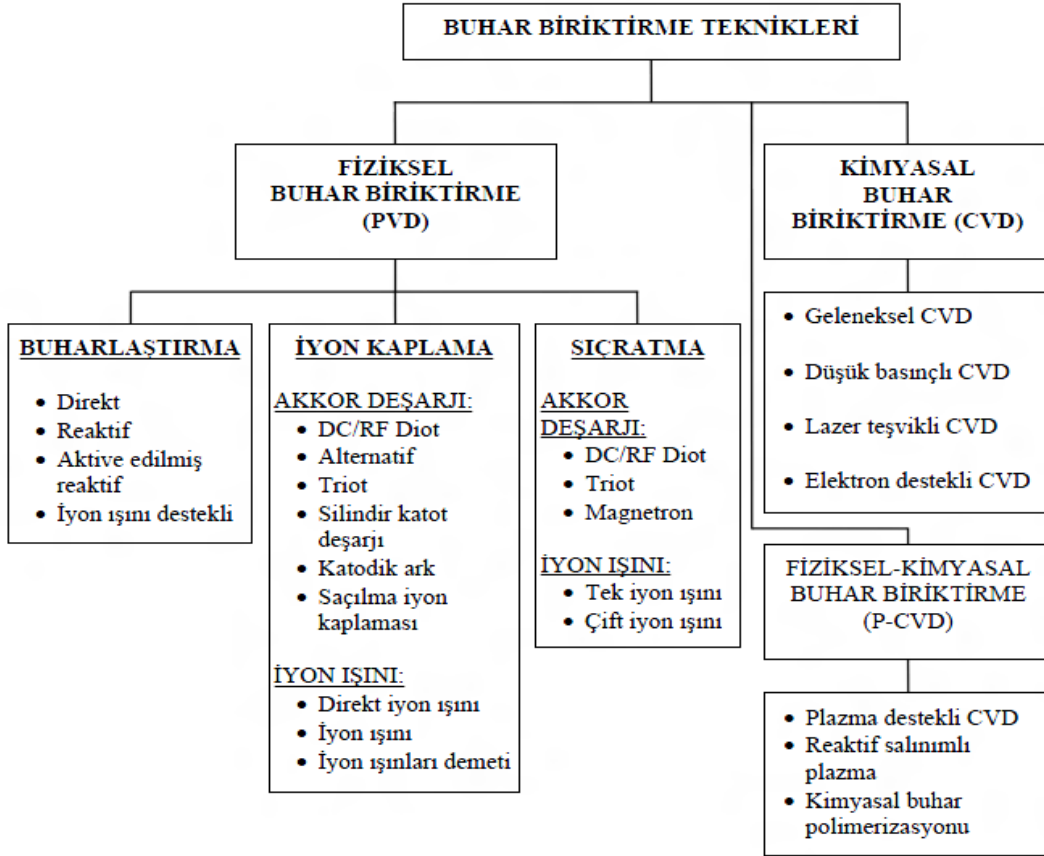 BUHAR BİRİKTİRME TEKNİKLERİ
FİZİKSEL
BUHAR BİRİKTİRME
(PVD)
KİMYASAL
BUHAR
BİRİKTİRME (CVD)
BUHARLAŞTIRMA
• Direkt
• Reaktif
• Aktive edilmiş
reaktif
• İyon ışını destekli
İYON KAPLAMA
AKKOR DEŞARJI:
• DC/RF Diot
• Alternatif
• Triot
• Silindir katot
deşarjı
• Katodik ark
• Saçılma iyon
kaplaması
İYON IŞINI:
• Direkt iyon ışını
• İyon ışını
• İyon ışınları demeti
SIÇRATMA
AKKOR
DEŞARJI:
• DC/RF Diot
• Triot
• Magnetron
İYON IŞINI:
• Tek iyon ışını
• Çift iyon ışını
• Geleneksel CVD
• Düşük basınçlı CVD
• Lazer teşvikli CVD
• Elektron destekli CVD
FİZİKSEL-KİMYASAL
BUHAR BİRİKTİRME
(P-CVD)
• Plazma destekli CVD
• Reaktif salınımlı
plazma
• Kimyasal buhar
polimerizasyonu